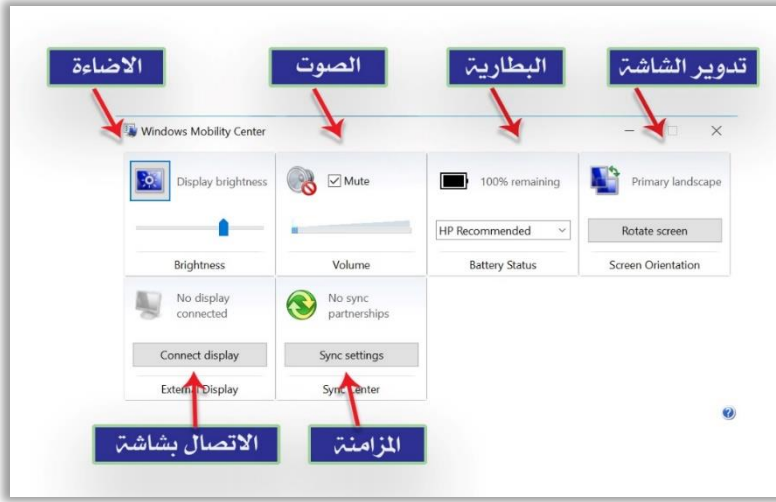 الاضاءة
الصوت
البطارية
تدوير الشاشة
Windows Mobility Center
Display brightness
Mute
100% remaining
Primary landscape
HP Recommended
Rotate screen
Brightness
Volume
Battery Status
Screen Orientation
No display
connected
No sync
partnerships
Connect display
Sync settings
External Display
Sync Center
الاتصال بشاشة
المزامنة